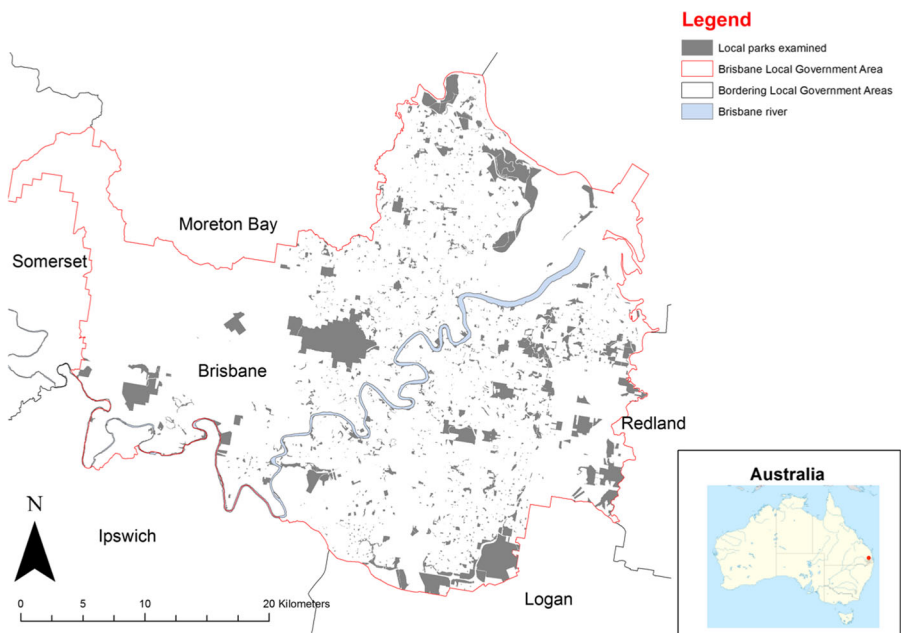 Legend
Local parks examined
Brisbane Local Government Area
Bordering Local Government Areas
Brisbane river
Moreton Bay
Somerset
Brisbane
Redland
Ipswich
Logan
N
0 5 10 20 Kilometers
Australia